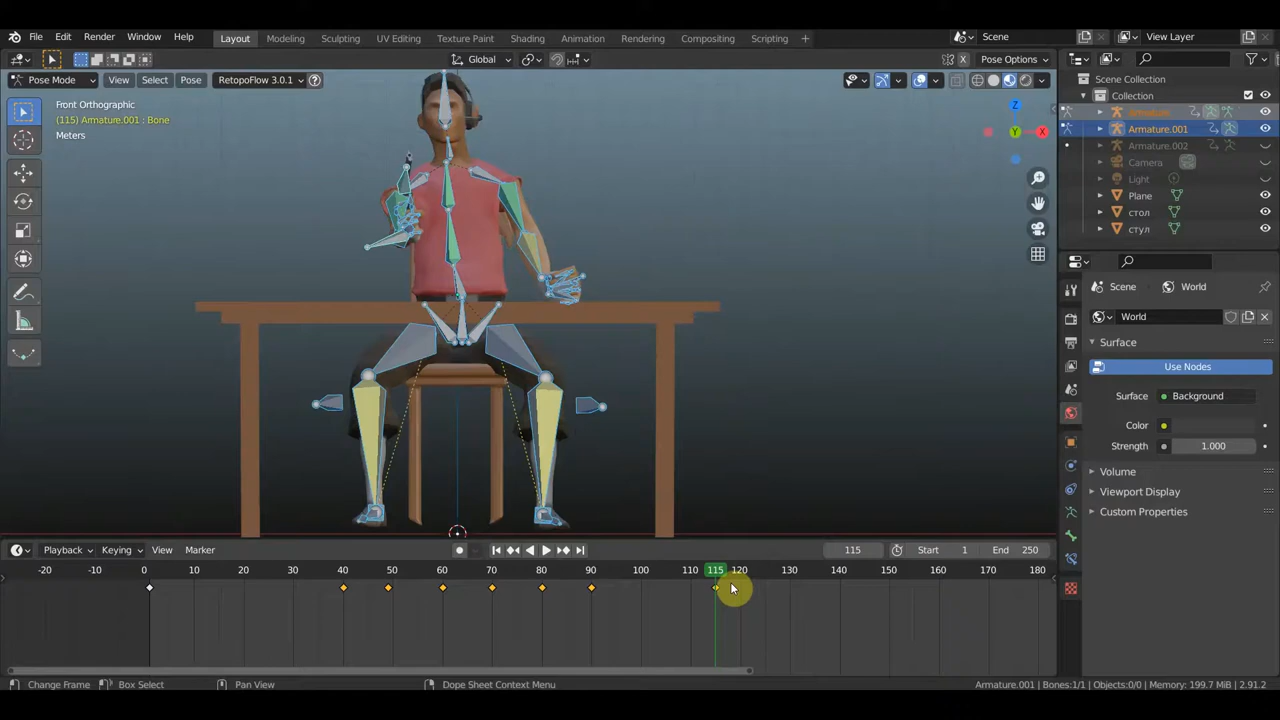 File Edit Render Window Help Layout Modeling Sculpting UV Editing Texture Paint Shading Animation Rendering Compositing Scripting + Scene View Layer
Global X Pose Options
Pose Mode View Select Pose RetopoFlow 3.0.1
Scene Collection
Collection
Armature
Armature.001
Armature.002
Camera
Light
Plane
стол
стул
Front Orthographic
(115) Armature.001 : Bone
Meters
Z
Y
X
Scene World
World
Surface
Use Nodes
Surface Background
Color
Strength 1.000
Volume
Viewport Display
Custom Properties
Playback Keying View Marker 115 Start 1 End 250
-20 -10 0 10 20 30 40 50 60 70 80 90 100 110 115 120 130 140 150 160 170 180
Change Frame Box Select Pan View Dope Sheet Context Menu Armature.001 | Bones:1/1 | Objects:0/0 | Memory: 199.7 MiB | 2.91.2